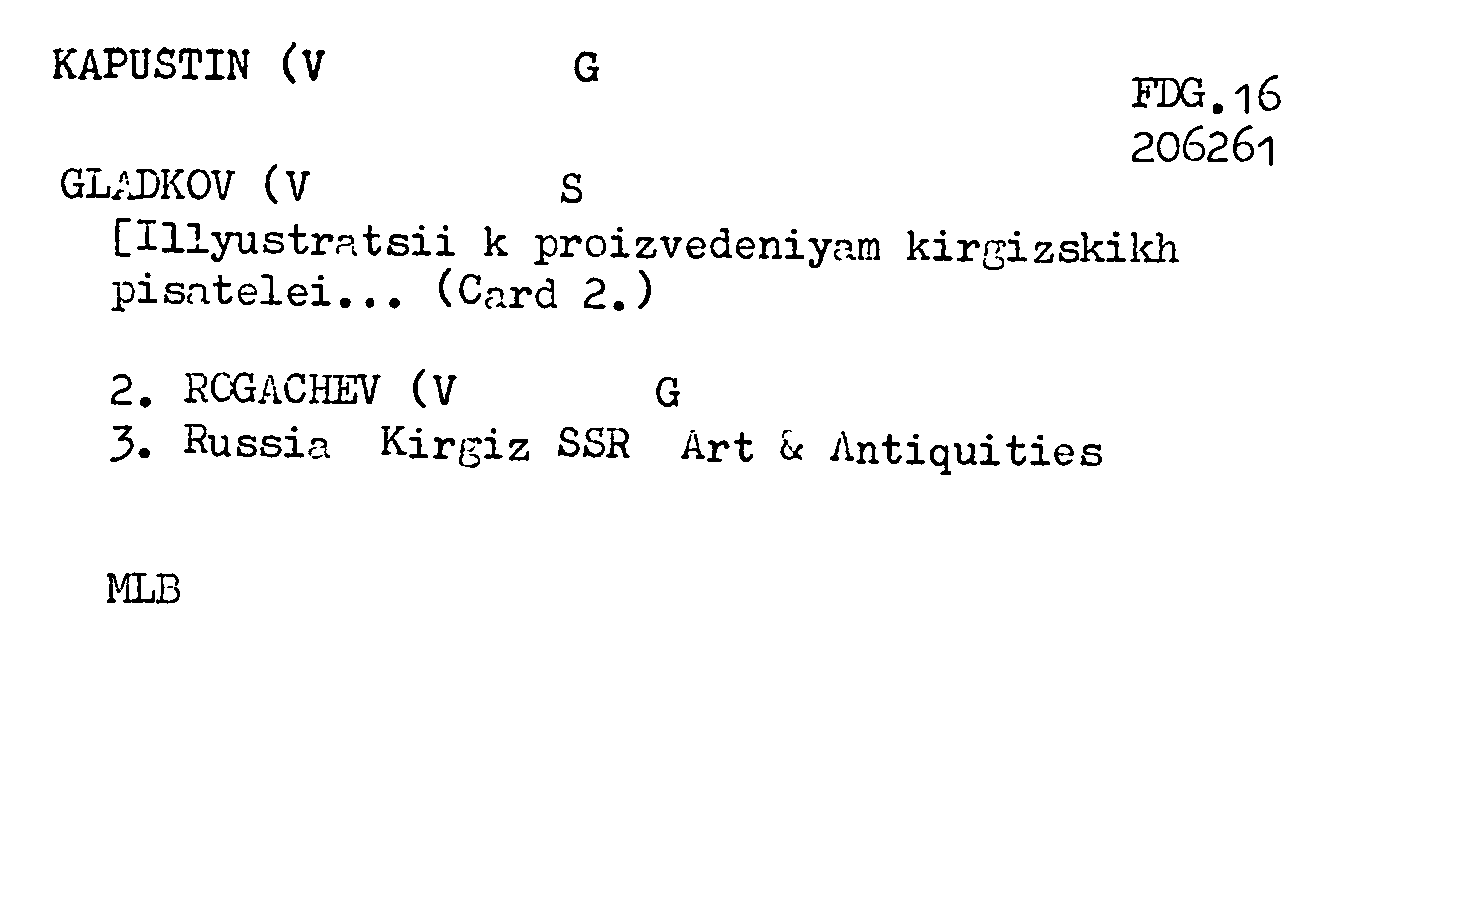 KAPUSTIN (V G
FDG.16
206261
GLADKOV (V S
[Illyustratsii k proizvedeniyam kirgizskikh
pisatelei... (Card 2.)
2. ROGACHEV (V G
3. Russia Kirgiz SSR Art & Antiquities
MLB